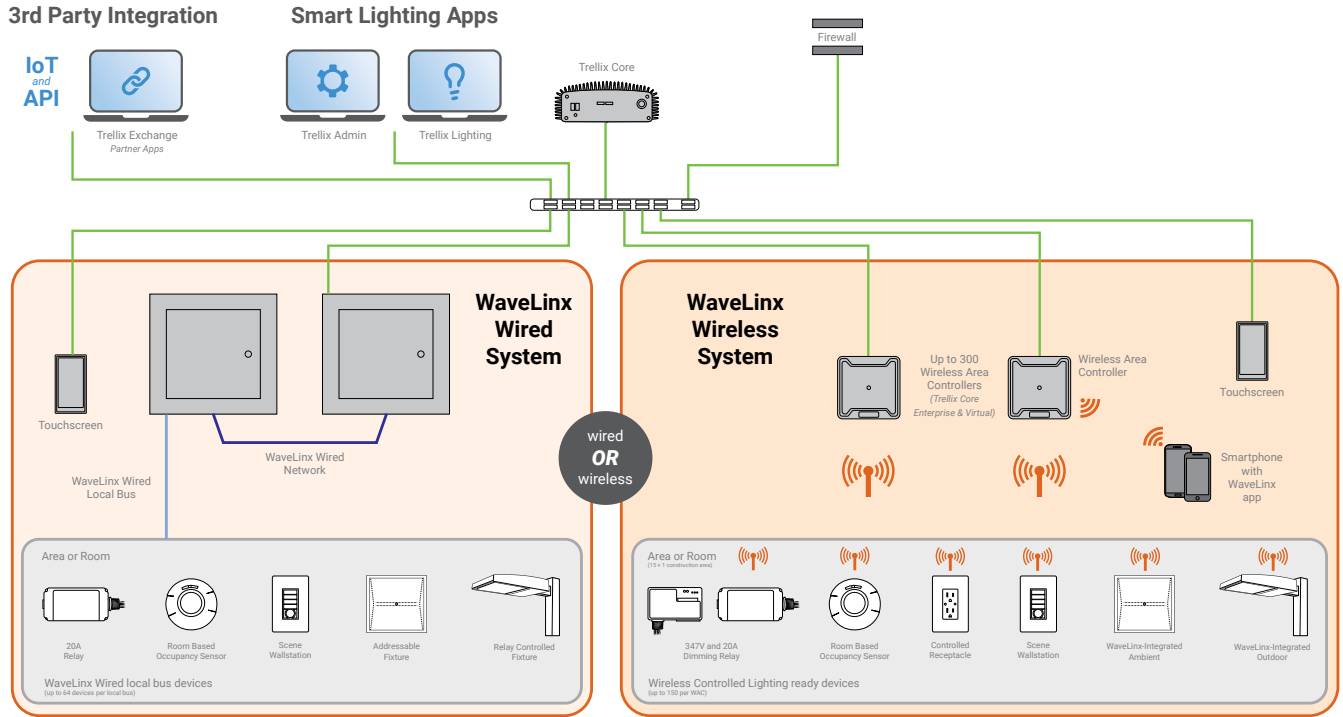 3rd Party Integration
Smart Lighting Apps
Firewall
IoT
and
API
Trellix Core
Trellix Exchange
Partner Apps
Trellix Admin
Trellix Lighting
WaveLinx
Wired
System
WaveLinx
Wireless
System
Touchscreen
WaveLinx Wired
Network
WaveLinx Wired
Local Bus
Up to 300
Wireless Area
Controllers
(Trellix Core
Enterprise & Virtual)
Wireless Area
Controller
Touchscreen
wired
OR
wireless
Smartphone
with
WaveLinx
app
Area or Room
20A
Relay
Room Based
Occupancy Sensor
Scene
Wallstation
Addressable
Fixture
Relay Controlled
Fixture
WaveLinx Wired local bus devices
(up to 64 devices per local bus)
Area or Room
(15 + 1 construction area)
347V and 20A
Dimming Relay
Room Based
Occupancy Sensor
Controlled
Receptacle
Scene
Wallstation
WaveLinx-Integrated
Ambient
WaveLinx-Integrated
Outdoor
Wireless Controlled Lighting ready devices
(up to 150 per WAC)